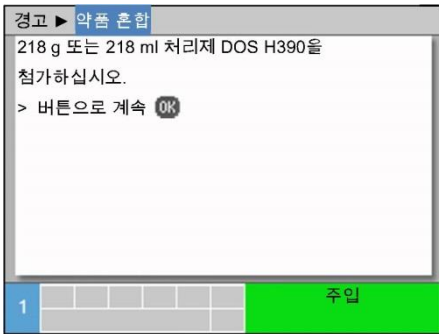 경고 ▶ 약품 혼합
218 g 또는 218 ml 처리제 DOS H390을
첨가하십시오.
> 버튼으로 계속 OK
1
주입